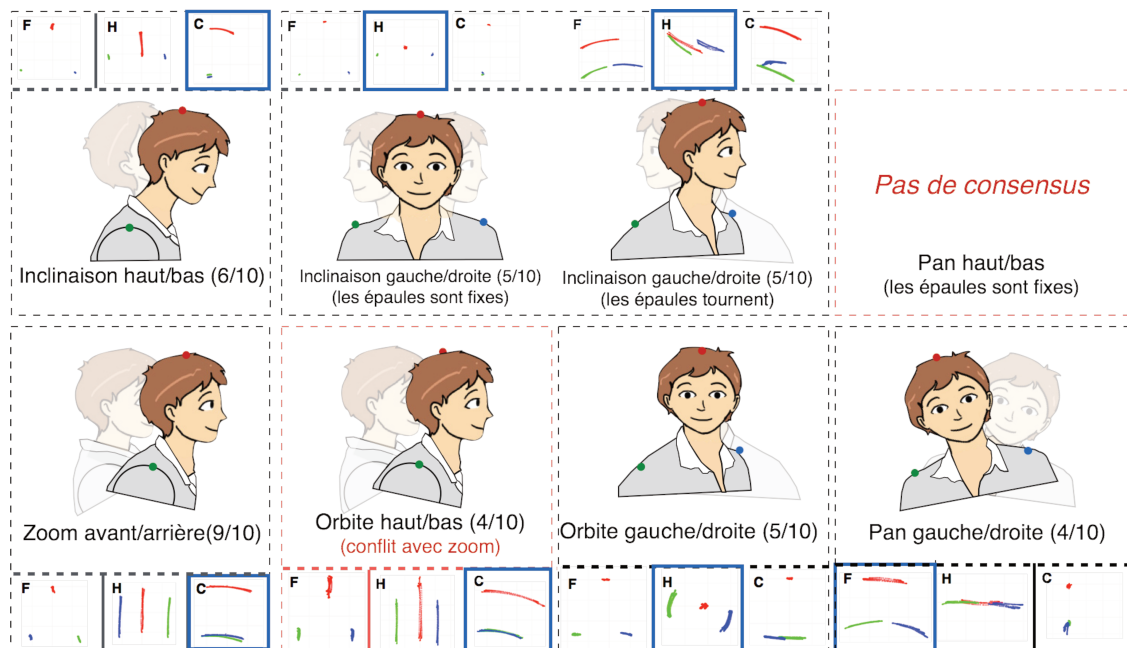 F H C
F H C F H C
Pas de consensus
Inclinaison haut/bas (6/10)
Inclinaison gauche/droite (5/10)
(les épaules sont fixes)
Inclinaison gauche/droite (5/10)
(les épaules tournent)
Pan haut/bas
(les épaules sont fixes)
Zoom avant/arrière(9/10)
Orbite haut/bas (4/10)
(conflit avec zoom)
Orbite gauche/droite (5/10)
Pan gauche/droite (4/10)
F H C
F H C
F H C
F H C